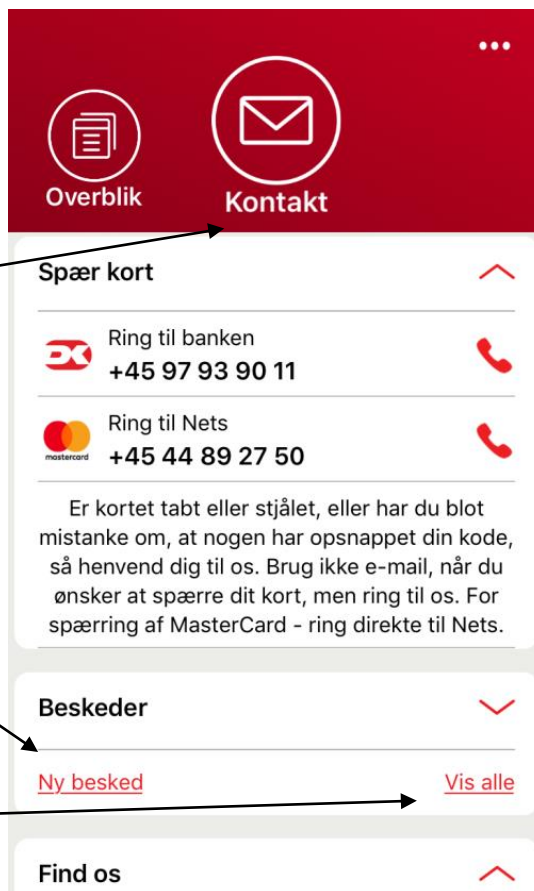 Overblik
Kontakt
Spær kort
Ring til banken
+45 97 93 90 11
mastercard
Ring til Nets
+45 44 89 27 50
Er kortet tabt eller stjålet, eller har du blot
mistanke om, at nogen har opsnappet din kode,
så henvend dig til os. Brug ikke e-mail, når du
ønsker at spærre dit kort, men ring til os. For
spærring af MasterCard - ring direkte til Nets.
Beskeder
Ny besked
Vis alle
Find os